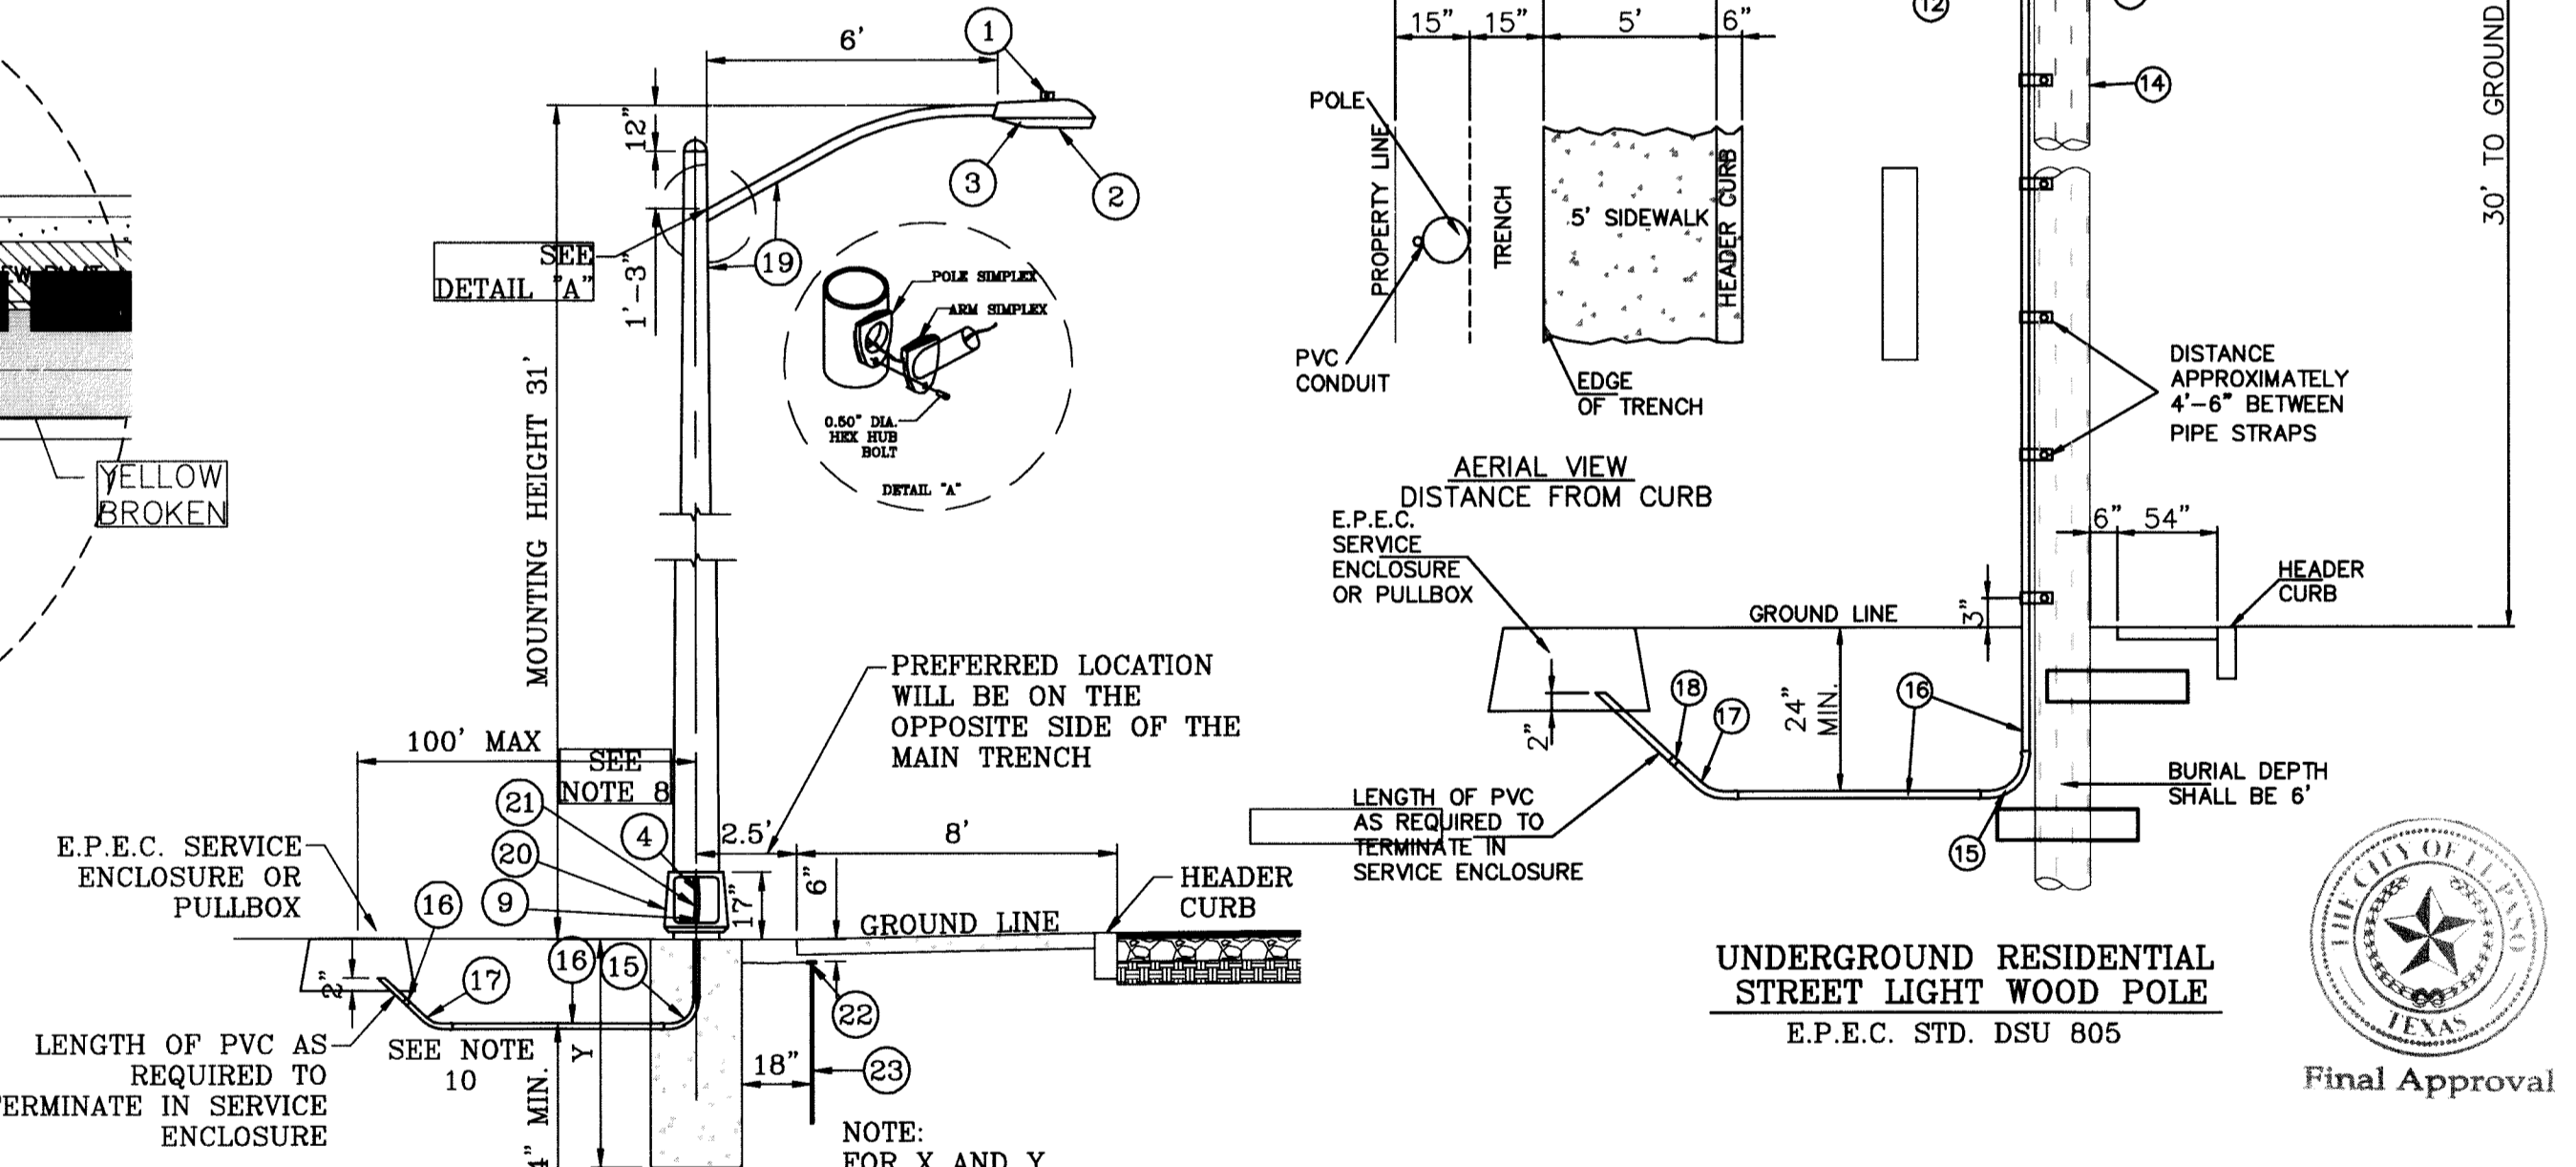 6'
1
12"
3
2
SEE
DETAIL "A"
1'-3"
19
POLE SIMPLEX
ARM SIMPLEX
0.50" DIA.
HEX HUB
BOLT
DETAIL "A"
MOUNTING HEIGHT 31'
YELLOW
BROKEN
PREFERRED LOCATION
WILL BE ON THE
OPPOSITE SIDE OF THE
MAIN TRENCH
100' MAX
SEE
NOTE 8
21
4
20
9
2.5'
8'
6"
17"
E.P.E.C. SERVICE
ENCLOSURE OR
PULLBOX
16
GROUND LINE
HEADER
CURB
2"
17
16
15
22
LENGTH OF PVC AS
REQUIRED TO
TERMINATE IN SERVICE
ENCLOSURE
SEE NOTE
10
Y
18"
23
4" MIN.
NOTE:
FOR X AND Y
15"
15"
5'
6"
12
14
30' TO GROUND
POLE
PROPERTY LINE
TRENCH
5' SIDEWALK
HEADER CURB
PVC
CONDUIT
EDGE
OF TRENCH
DISTANCE
APPROXIMATELY
4'-6" BETWEEN
PIPE STRAPS
AERIAL VIEW
DISTANCE FROM CURB
E.P.E.C.
SERVICE
ENCLOSURE
OR PULLBOX
6"
54"
HEADER
CURB
GROUND LINE
3"
2"
18
17
24"
MIN.
16
LENGTH OF PVC
AS REQUIRED TO
TERMINATE IN
SERVICE ENCLOSURE
BURIAL DEPTH
SHALL BE 6'
15
UNDERGROUND RESIDENTIAL
STREET LIGHT WOOD POLE
E.P.E.C. STD. DSU 805
THE CITY OF EL PASO
TEXAS
Final Approval